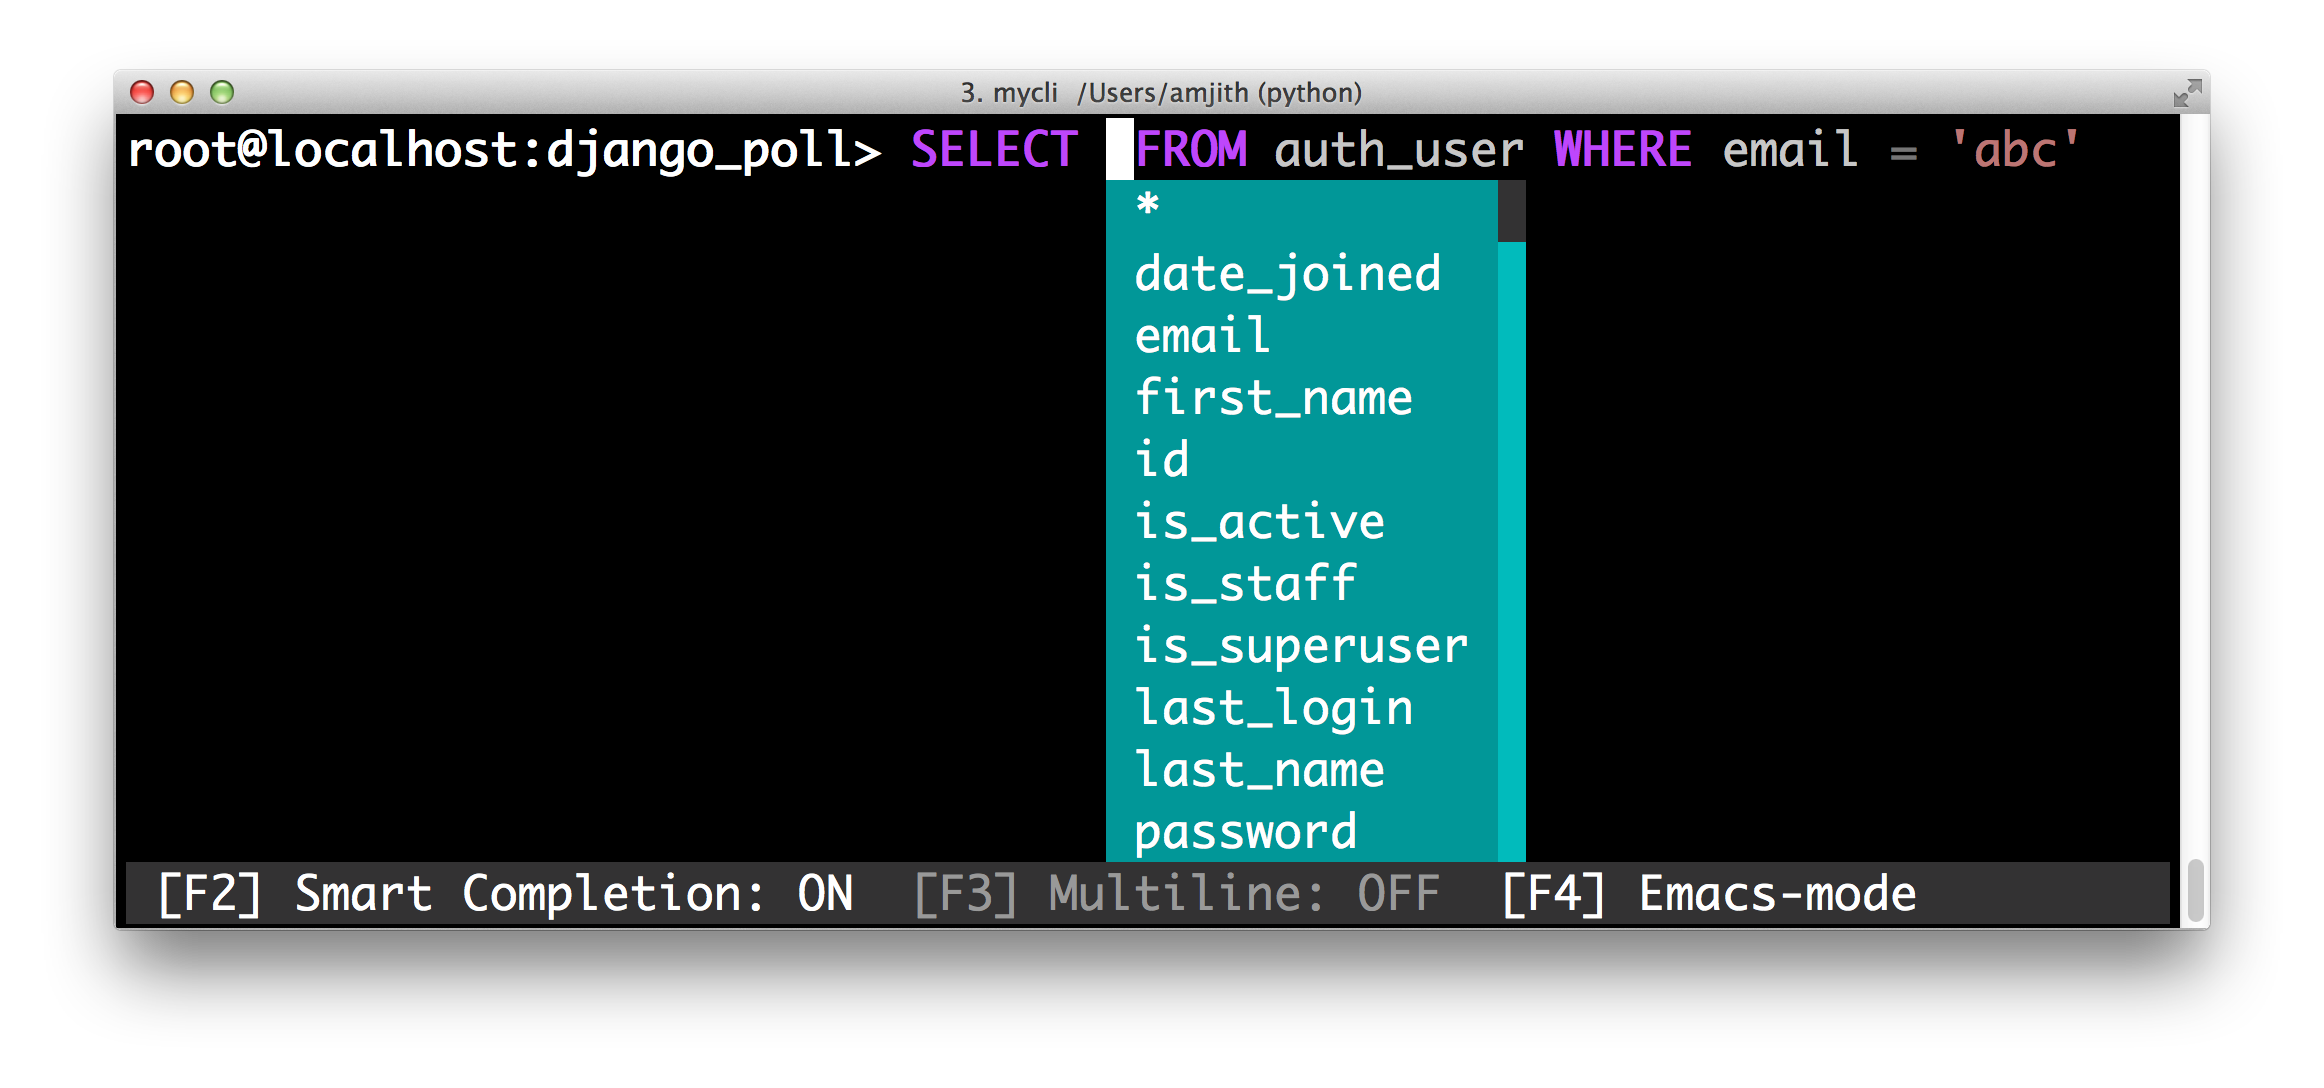 3. mycli /Users/amjith (python)
root@localhost:django_poll> SELECT FROM auth_user WHERE email = 'abc'
*
date_joined
email
first_name
id
is_active
is_staff
is_superuser
last_login
last_name
password
[F2] Smart Completion: ON [F3] Multiline: OFF [F4] Emacs-mode